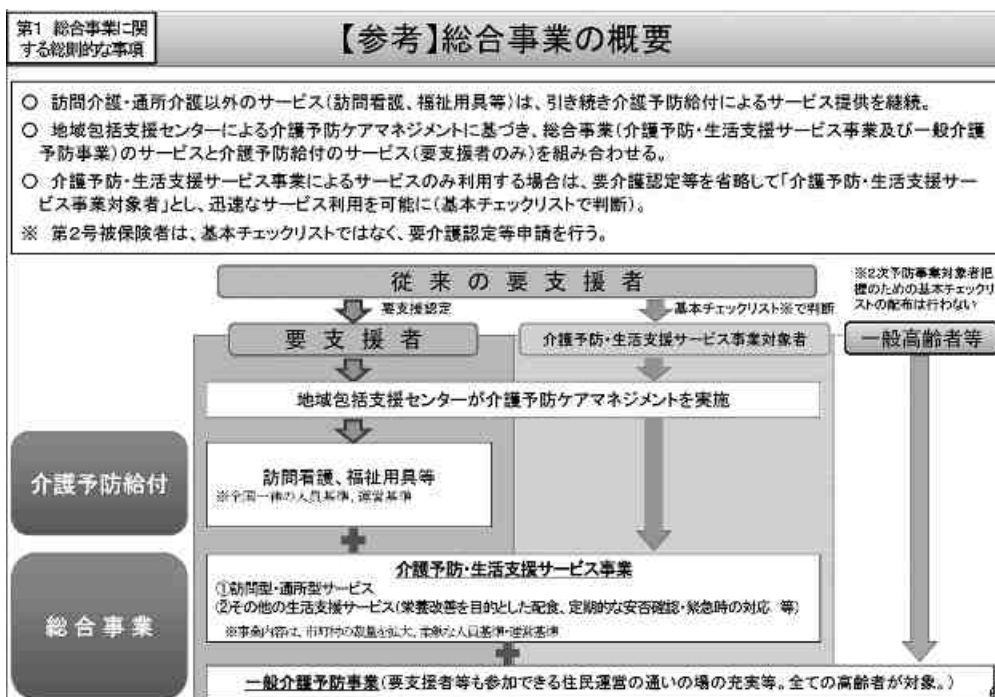 第1 総合事業に関
する総則的な事項
【参考】総合事業の概要
○ 訪問介護・通所介護以外のサービス(訪問看護、福祉用具等)は、引き続き介護予防給付によるサービス提供を継続。
○ 地域包括支援センターによる介護予防ケアマネジメントに基づき、総合事業(介護予防・生活支援サービス事業及び一般介護
予防事業)のサービスと介護予防給付のサービス(要支援者のみ)を組み合わせる。
○ 介護予防・生活支援サービス事業によるサービスのみ利用する場合は、要介護認定等を省略して「介護予防・生活支援サー
ビス事業対象者」とし、迅速なサービス利用を可能に(基本チェックリストで判断)。
※ 第2号被保険者は、基本チェックリストではなく、要介護認定等申請を行う。
従来の要支援者
※2次予防事業対象者把
握のための基本チェックリ
ストの配布は行わない
要支援認定
基本チェックリスト※で判断
要支援者
介護予防・生活支援サービス事業対象者
一般高齢者等
地域包括支援センターが介護予防ケアマネジメントを実施
介護予防給付
訪問看護、福祉用具等
※全国一律の人員基準、運営基準
総合事業
介護予防・生活支援サービス事業
①訪問型・通所型サービス
②その他の生活支援サービス(栄養改善を目的とした配食、定期的な安否確認・緊急時の対応 等)
※事業内容は、市町村の裁量を拡大、柔軟な人員基準・運営基準
一般介護予防事業(要支援者等も参加できる住民運営の通いの場の充実等。全ての高齢者が対象。)